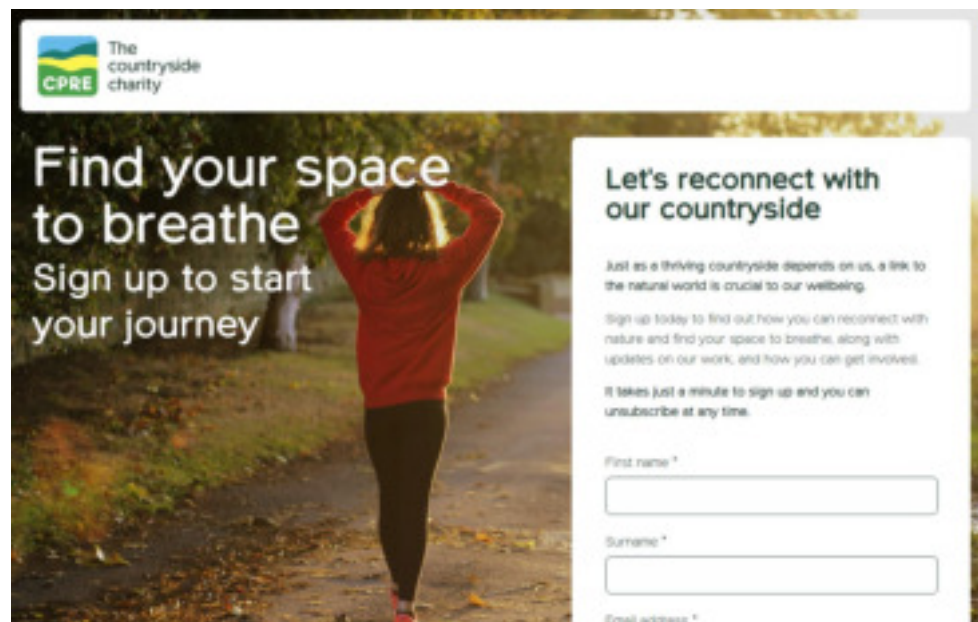 The
countryside
charity
CPRE
Find your space
to breathe
Sign up to start
your journey
Let's reconnect with
our countryside
Just as a thriving countryside depends on us, a link to
the natural world is crucial to our wellbeing.
Sign up today to find out how you can reconnect with
nature and find your space to breathe, along with
updates on our work, and how you can get involved.
It takes just a minute to sign up and you can
unsubscribe at any time.
First name *
Surname *
Email address *